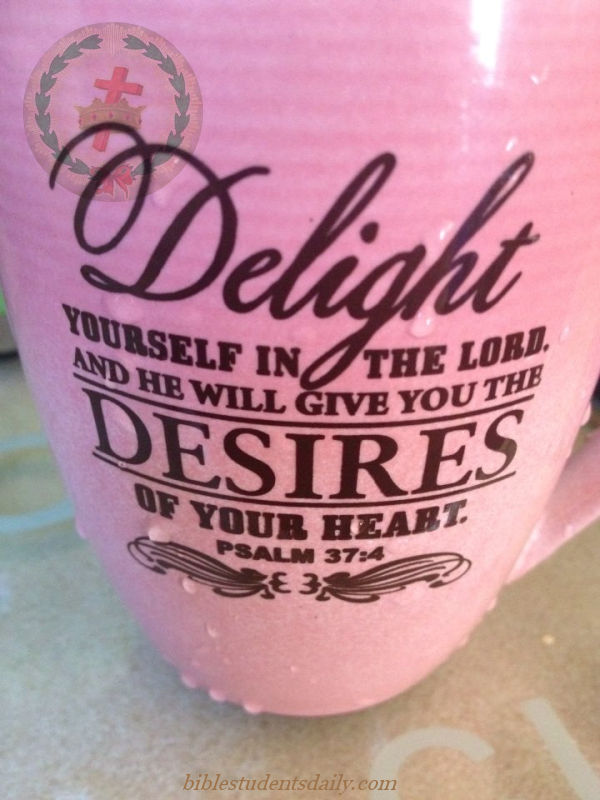 Delight
YOURSELF IN THE LORD.
AND HE WILL GIVE YOU THE
DESIRES
OF YOUR HEART.
PSALM 37:4
biblestudentsdaily.com